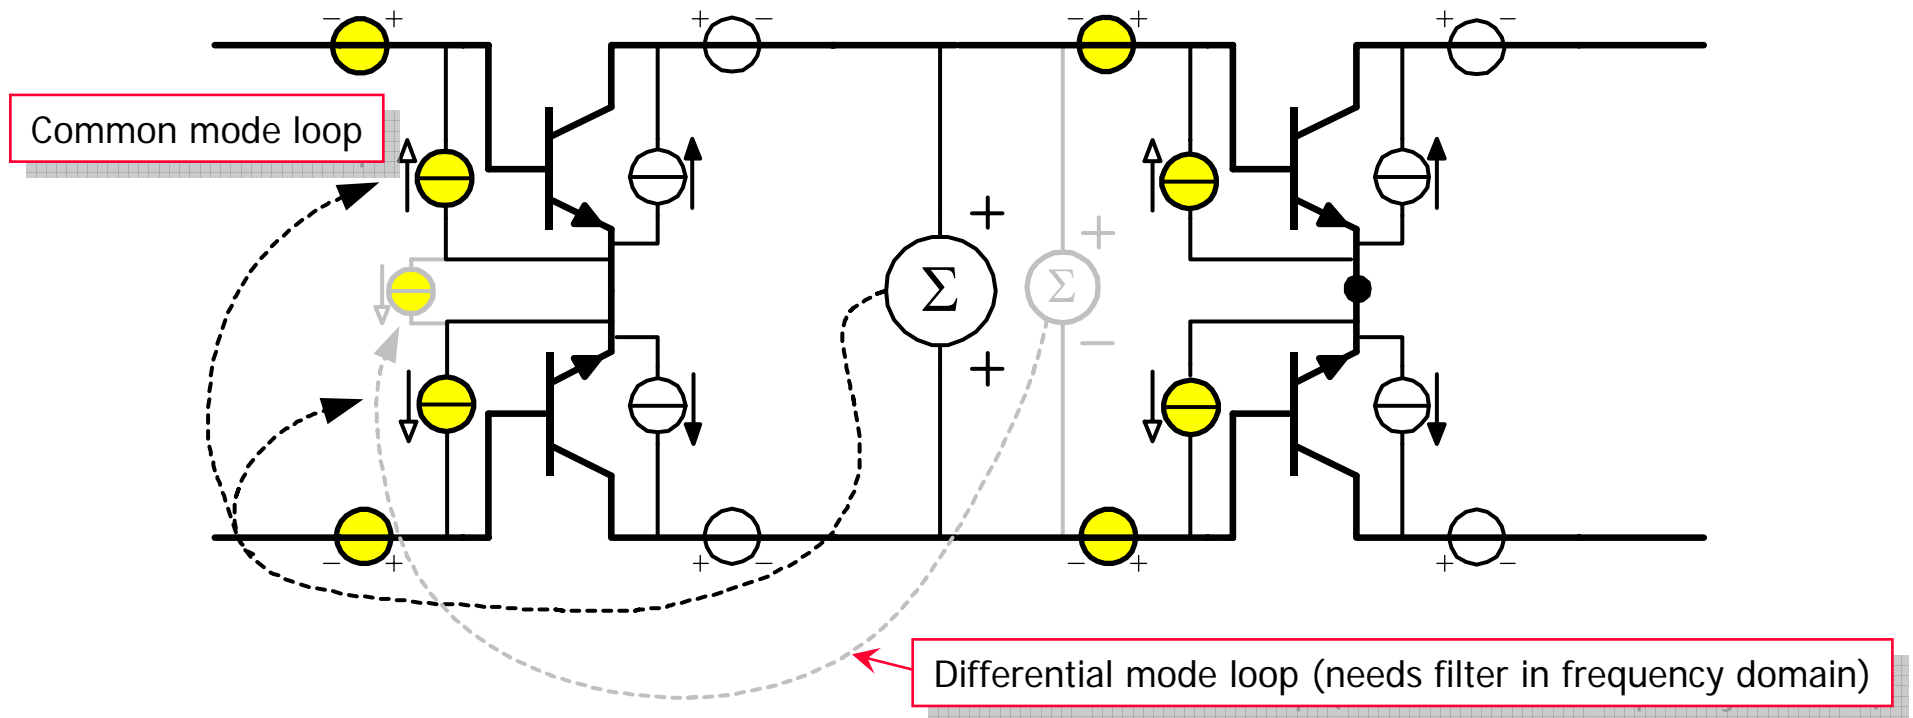 − + + − − + + −
Common mode loop
+ +
Σ Σ
+ −
− + + − − + + −
Differential mode loop (needs filter in frequency domain)